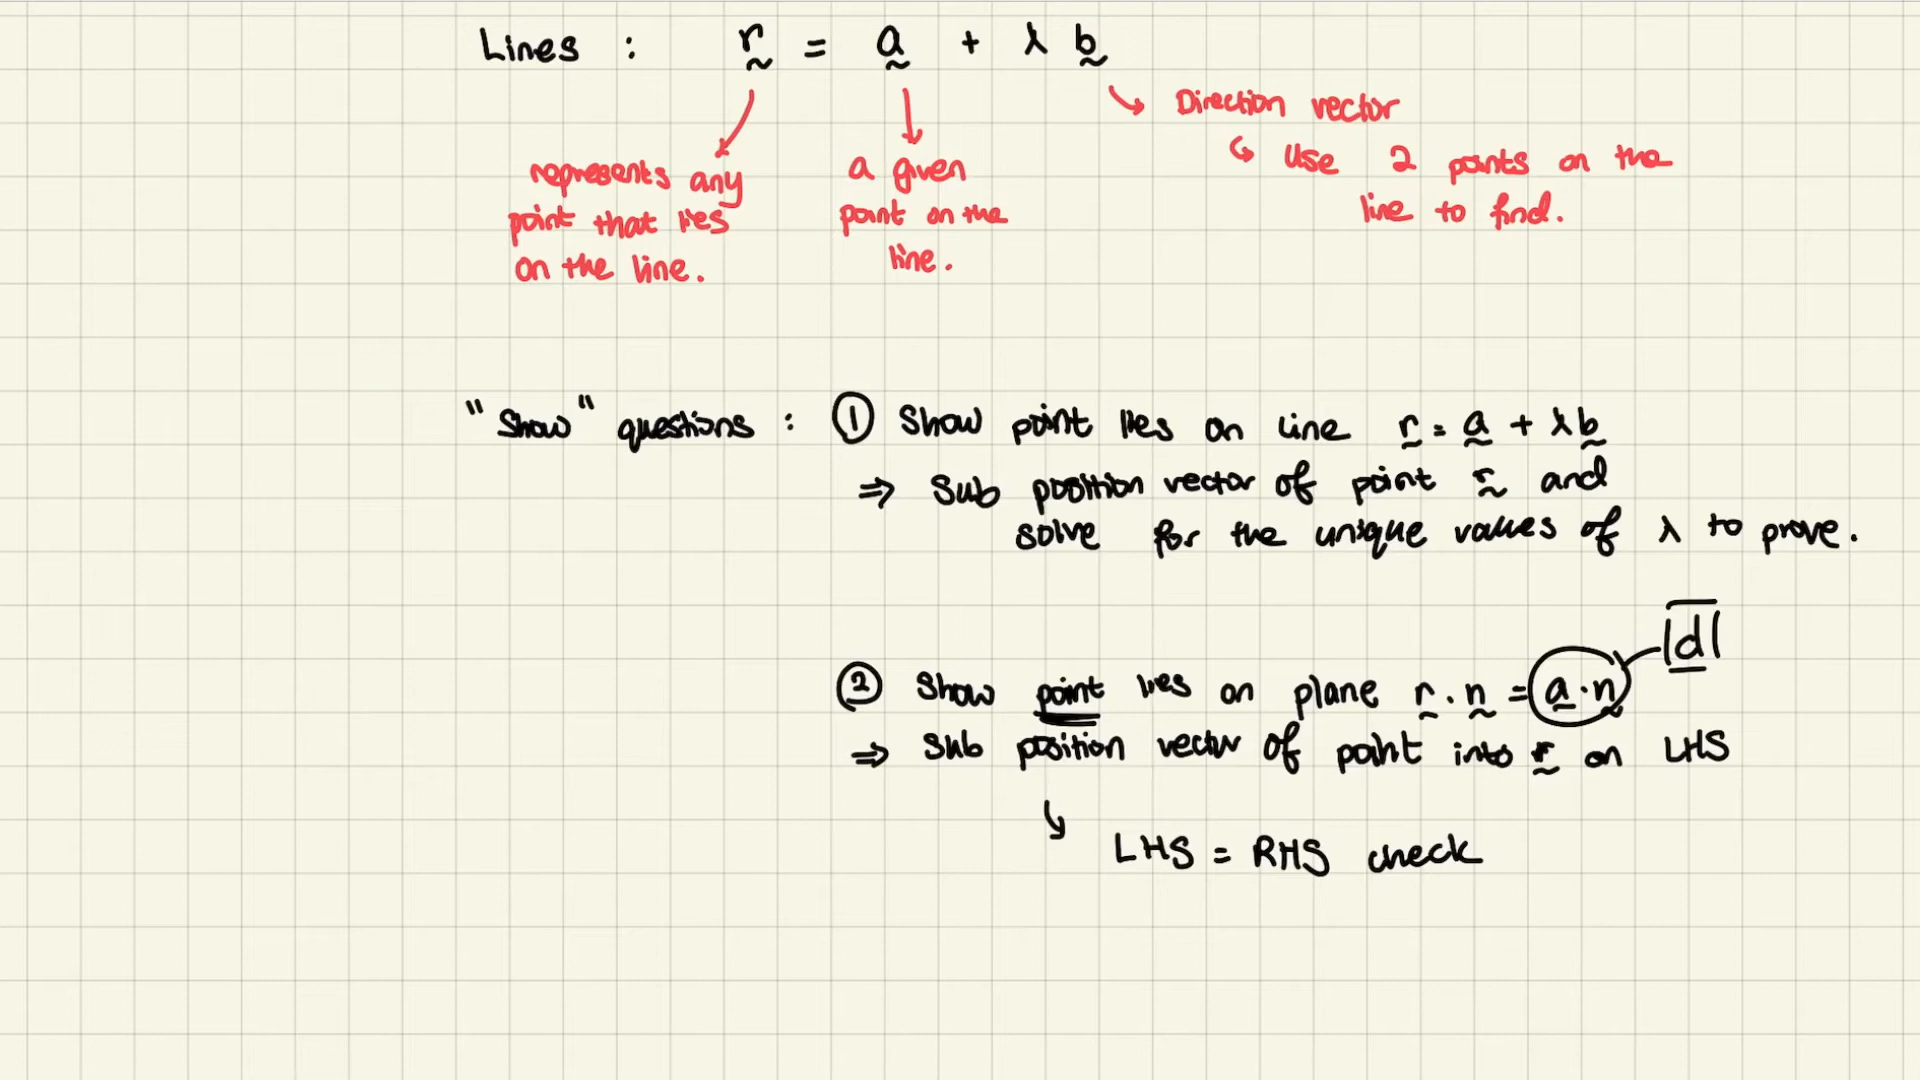 Lines : r = a + λ b
represents any
point that lies
on the line.
a given
point on the
line.
Direction vector
Use 2 points on the
line to find.
"Show" questions : ① Show point lies on line r = a + λb
⇒ Sub position vector of point r and
solve for the unique values of λ to prove.
② Show point lies on plane r · n = a · n
|d|
⇒ Sub position vector of point into r on LHS
LHS = RHS check